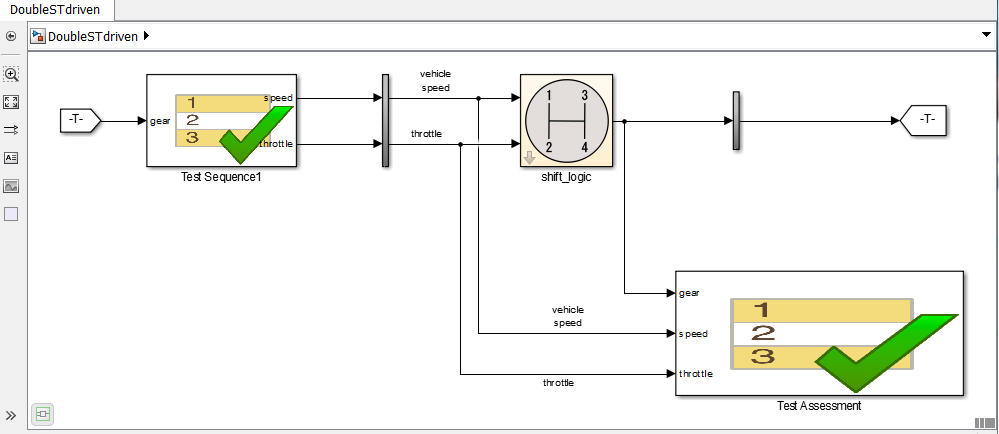 DoubleSTdriven
DoubleSTdriven
-T-
gear
1
2
3
speed
throttle
Test Sequence1
vehicle
speed
throttle
1 3
2 4
shift_logic
-T-
vehicle
speed
throttle
gear
speed
throttle
1
2
3
Test Assessment